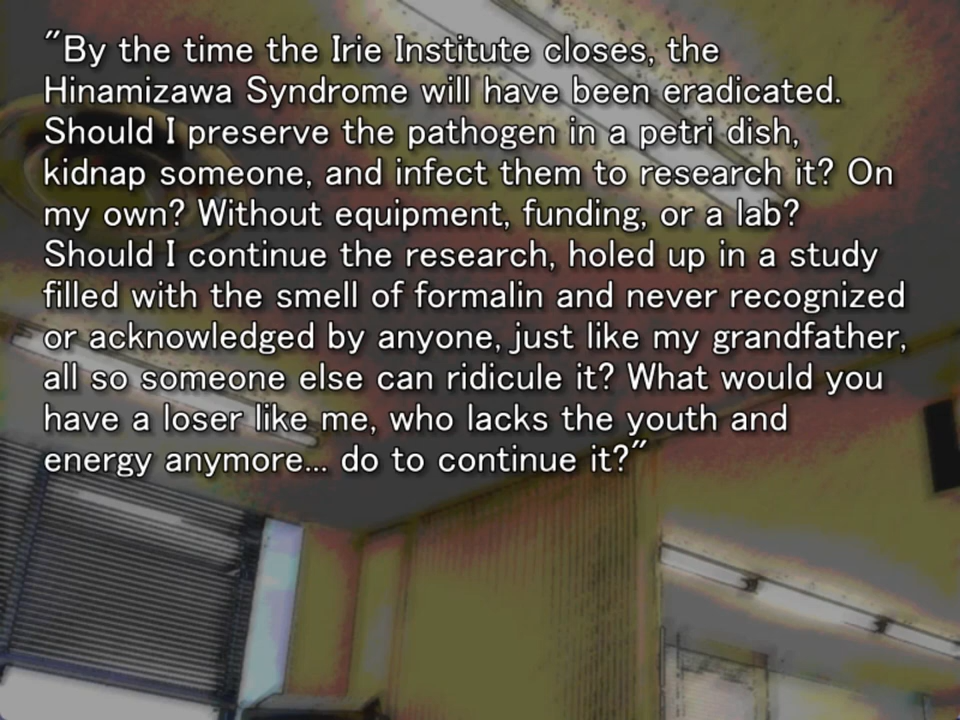 "By the time the Irie Institute closes, the
Hinamizawa Syndrome will have been eradicated.
Should I preserve the pathogen in a petri dish,
kidnap someone, and infect them to research it? On
my own? Without equipment, funding, or a lab?
Should I continue the research, holed up in a study
filled with the smell of formalin and never recognized
or acknowledged by anyone, just like my grandfather,
all so someone else can ridicule it? What would you
have a loser like me, who lacks the youth and
energy anymore... do to continue it?"